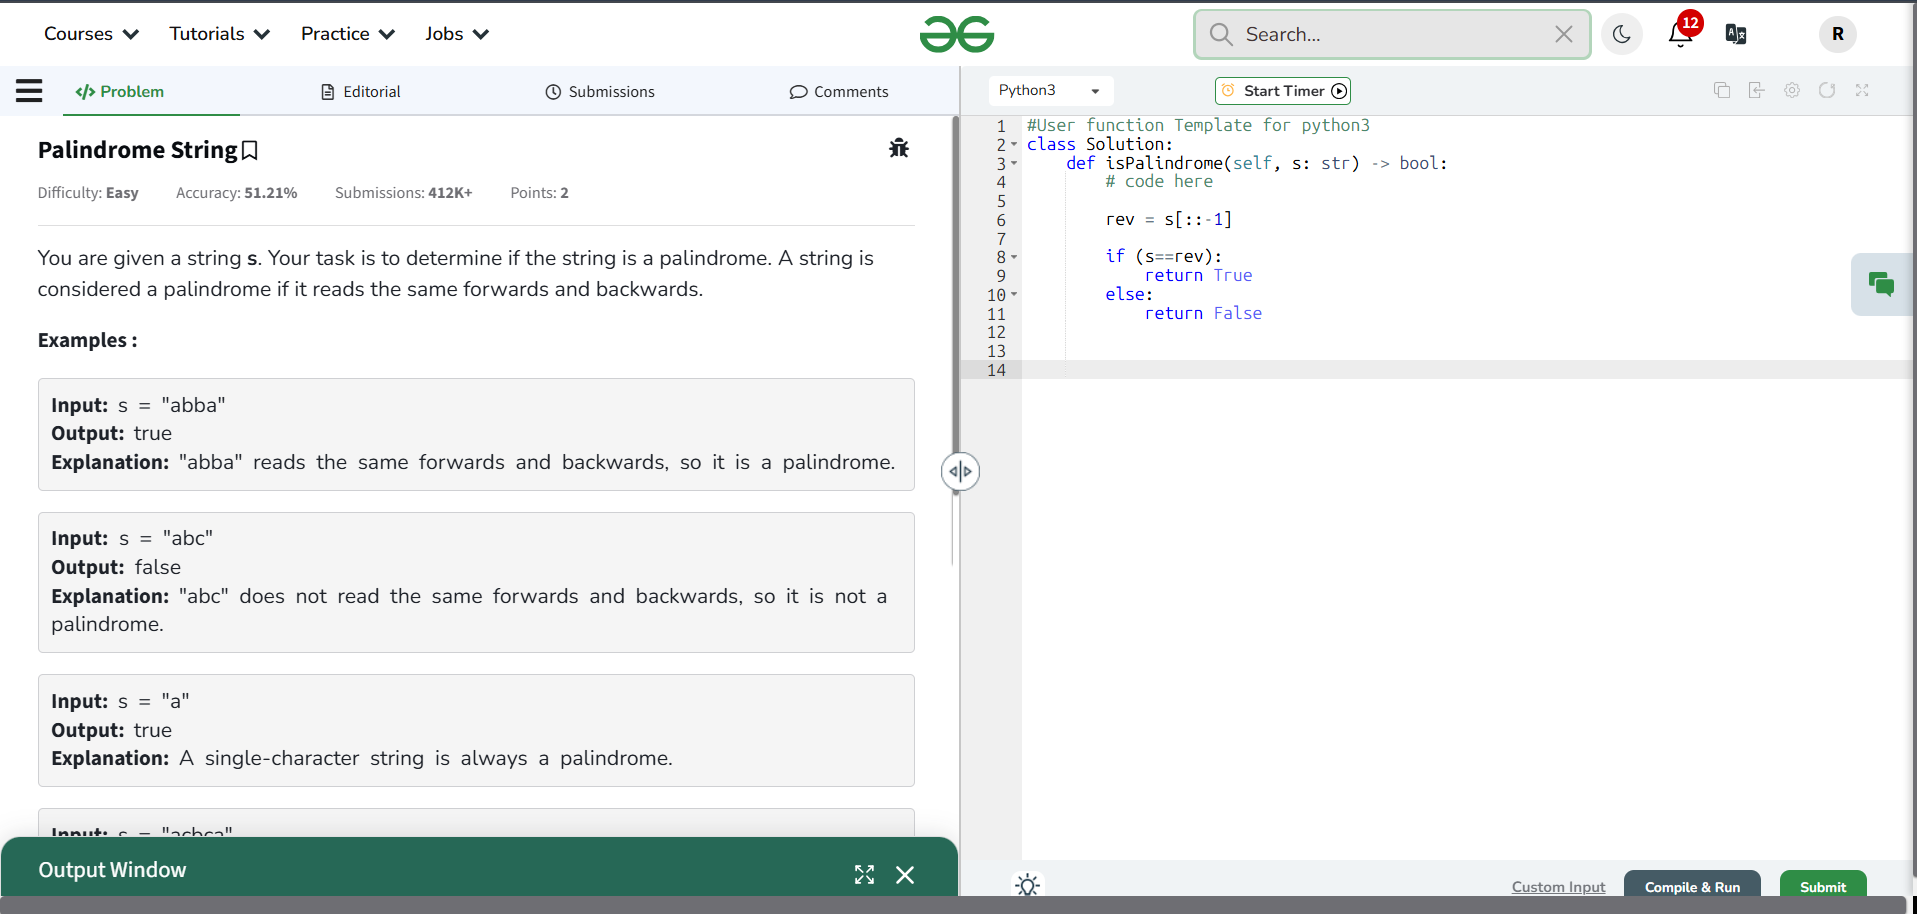 Courses Tutorials Practice Jobs Search... 12 R
Problem Editorial Submissions Comments
Python3 Start Timer
Palindrome String
Difficulty: Easy Accuracy: 51.21% Submissions: 412K+ Points: 2
You are given a string s. Your task is to determine if the string is a palindrome. A string is
considered a palindrome if it reads the same forwards and backwards.
Examples :
Input: s = "abba"
Output: true
Explanation: "abba" reads the same forwards and backwards, so it is a palindrome.
Input: s = "abc"
Output: false
Explanation: "abc" does not read the same forwards and backwards, so it is not a
palindrome.
Input: s = "a"
Output: true
Explanation: A single-character string is always a palindrome.
Input: s = "acbca"
Output Window
1 #User function Template for python3
2 class Solution:
3     def isPalindrome(self, s: str) -> bool:
4         # code here
5
6         rev = s[::-1]
7
8         if (s==rev):
9             return True
10         else:
11             return False
12
13
14
Custom Input Compile & Run Submit